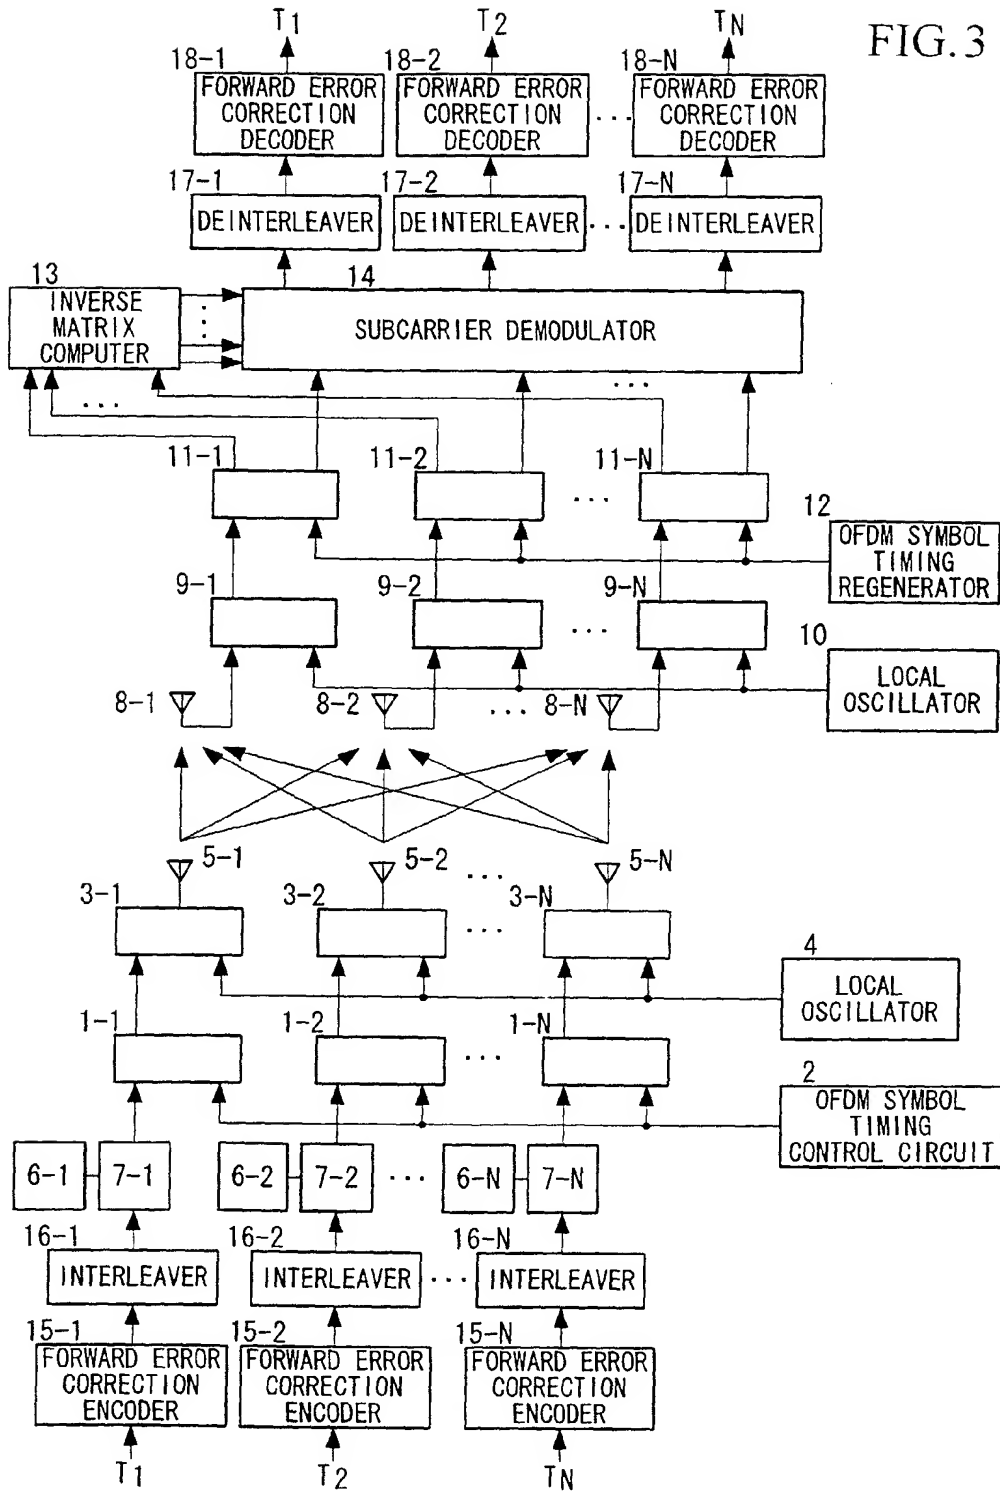 FIG. 3
T1 T2 TN
18-1 18-2 18-N
FORWARD ERROR CORRECTION DECODER
FORWARD ERROR CORRECTION DECODER
...
FORWARD ERROR CORRECTION DECODER
17-1 17-2 17-N
DEINTERLEAVER DEINTERLEAVER ... DEINTERLEAVER
13 14
INVERSE
MATRIX
COMPUTER
SUBCARRIER DEMODULATOR
... ...
11-1 11-2 ... 11-N
12
OFDM SYMBOL
TIMING
REGENERATOR
9-1 9-2 ... 9-N
10
LOCAL
OSCILLATOR
8-1 8-2 ... 8-N
5-1 5-2 ... 5-N
3-1 3-2 ... 3-N
4
LOCAL
OSCILLATOR
1-1 1-2 ... 1-N
2
OFDM SYMBOL
TIMING
CONTROL CIRCUIT
6-1 7-1 6-2 7-2 ... 6-N 7-N
16-1 16-2 16-N
INTERLEAVER INTERLEAVER ... INTERLEAVER
15-1 15-2 15-N
FORWARD ERROR CORRECTION ENCODER
FORWARD ERROR CORRECTION ENCODER
FORWARD ERROR CORRECTION ENCODER
T1 T2 TN